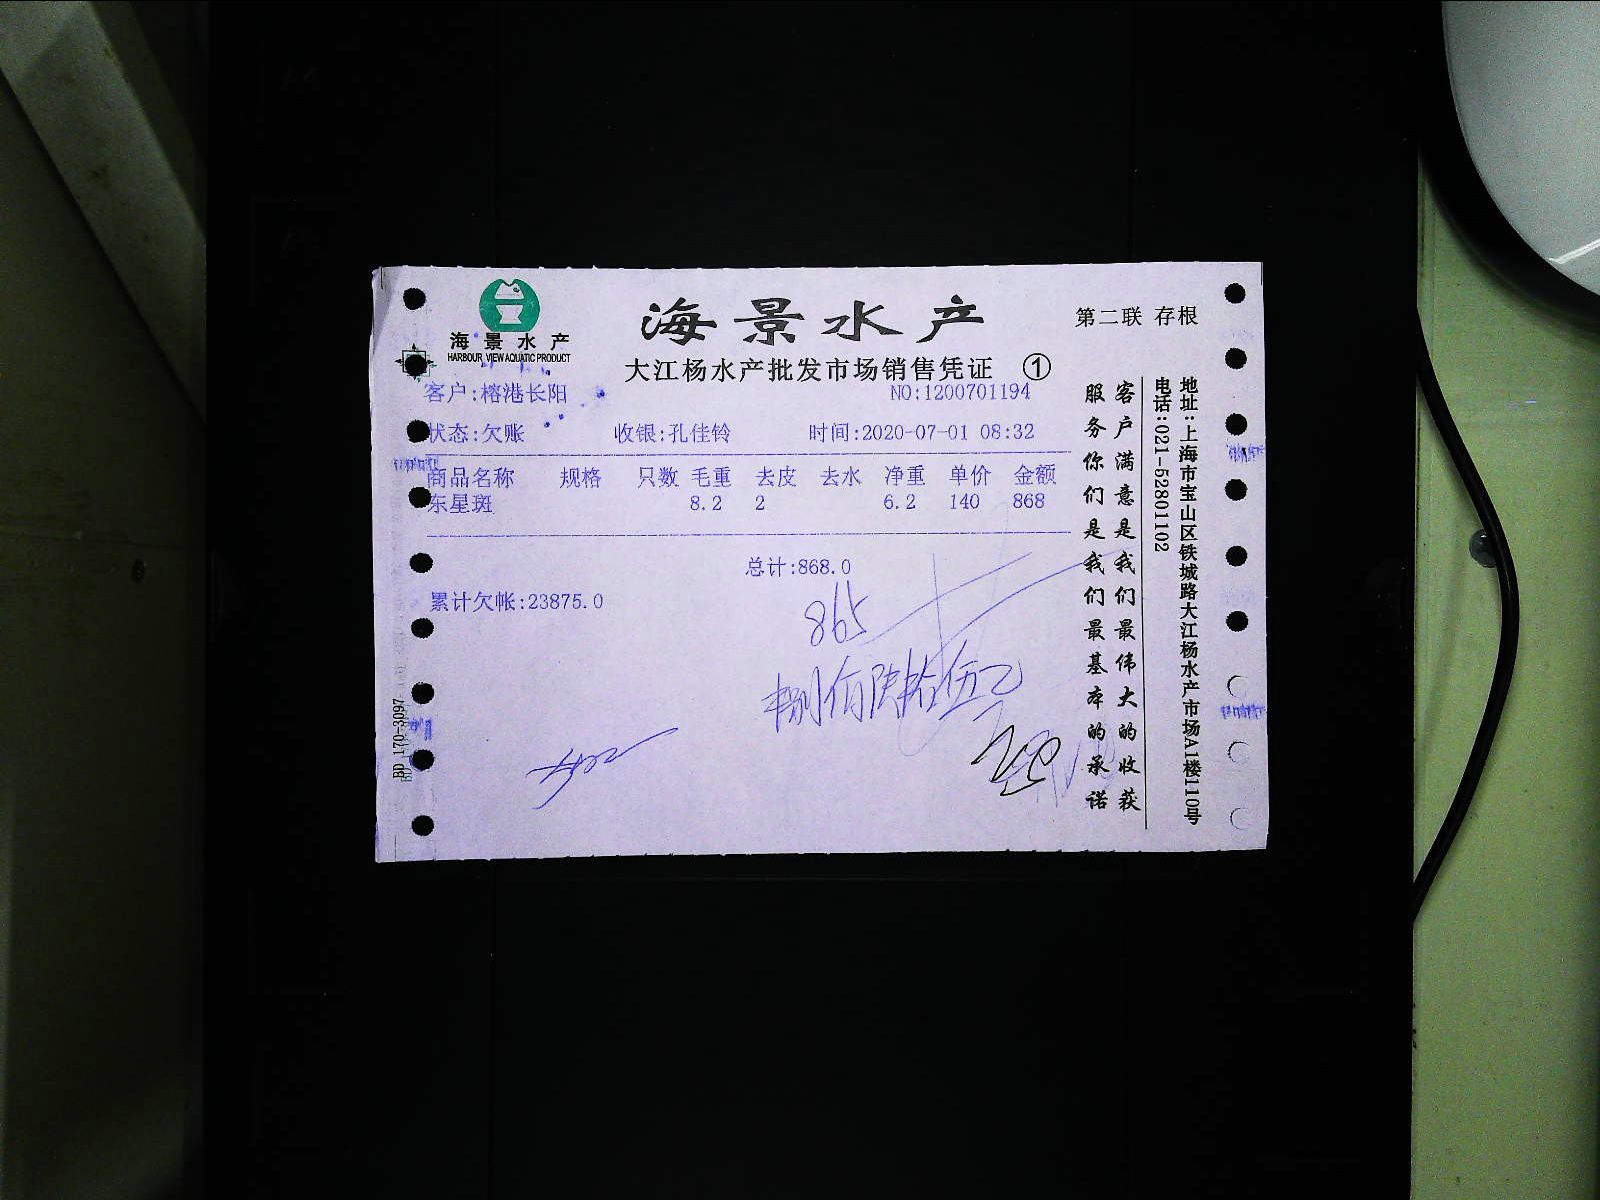 海景水产
HARBOUR VIEW AQUATIC PRODUCT
海景水产
第二联 存根
大江杨水产批发市场销售凭证 ①
客户:榕港长阳 NO:1200701194
状态:欠账 收银:孔佳铃 时间:2020-07-01 08:32
商品名称 规格 只数 毛重 去皮 去水 净重 单价 金额
东星斑 8.2 2 6.2 140 868
总计:868.0
累计欠帐:23875.0
865
捌佰陆拾伍
客户满意是我们最伟大的收获
服务你们是我们最基本的承诺
地址:上海市宝山区铁城路大江杨水产市场A1楼110号
电话:021-52801102
BD 170-3097